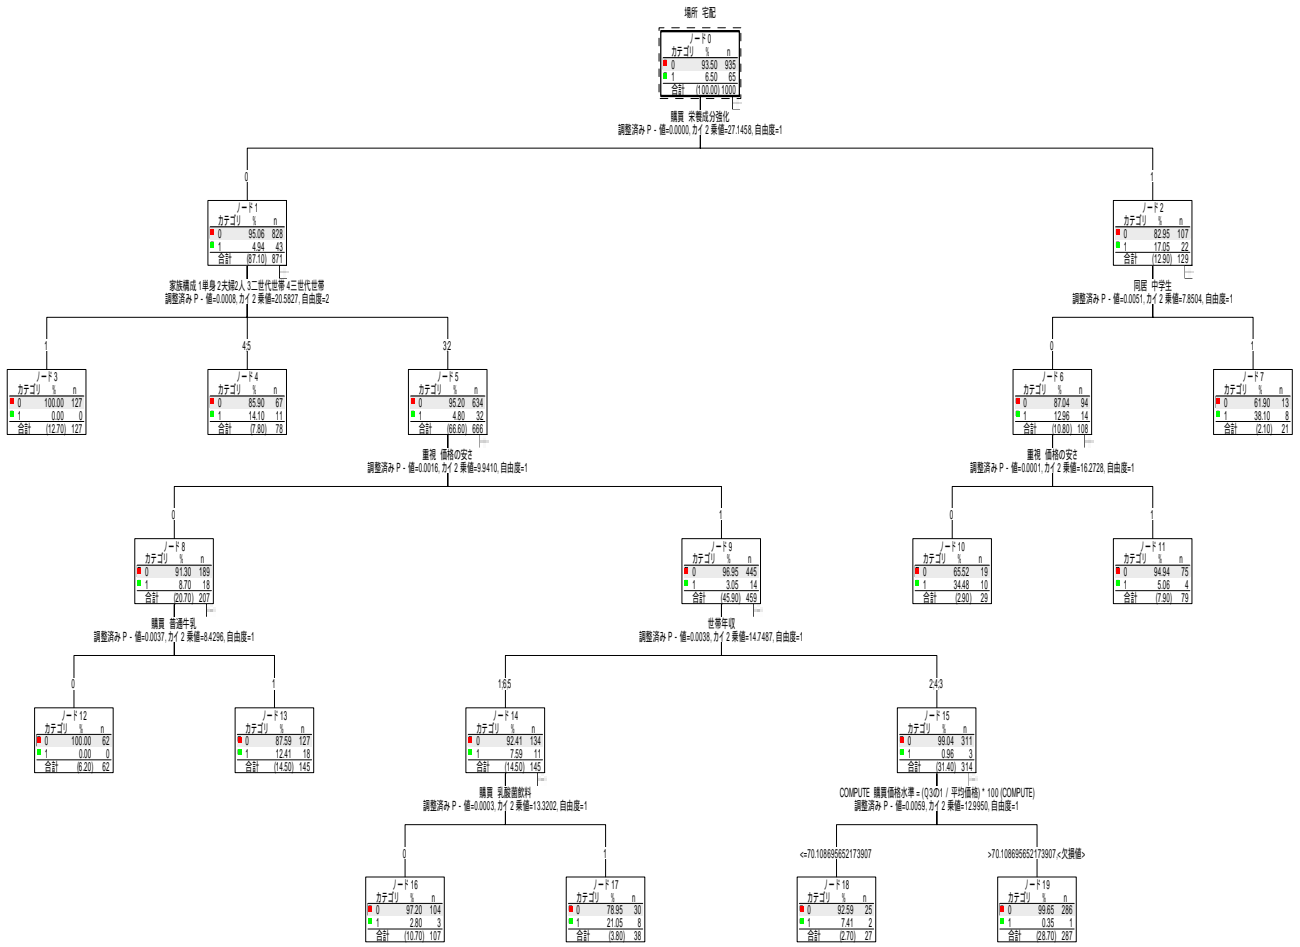 場所 宅配
ノード 0
カテゴリ % n
0 93.50 935
1 6.50 65
合計 (100.00) 1000
購買 栄養成分強化
調整済み P - 値=0.0000, カイ 2 乗値=27.1458, 自由度=1
0
1
ノード 1
カテゴリ % n
0 95.06 828
1 4.94 43
合計 (87.10) 871
ノード 2
カテゴリ % n
0 82.95 107
1 17.05 22
合計 (12.90) 129
家族構成 1単身 2夫婦2人 3二世代世帯 4三世代世帯
調整済み P - 値=0.0008, カイ 2 乗値=20.5827, 自由度=2
同居 中学生
調整済み P - 値=0.0051, カイ 2 乗値=7.8504, 自由度=1
1
4;5
3;2
0
1
ノード 3
カテゴリ % n
0 100.00 127
1 0.00 0
合計 (12.70) 127
ノード 4
カテゴリ % n
0 85.90 67
1 14.10 11
合計 (7.80) 78
ノード 5
カテゴリ % n
0 95.20 634
1 4.80 32
合計 (66.60) 666
ノード 6
カテゴリ % n
0 87.04 94
1 12.96 14
合計 (10.80) 108
ノード 7
カテゴリ % n
0 61.90 13
1 38.10 8
合計 (2.10) 21
重視 価格の安さ
調整済み P - 値=0.0016, カイ 2 乗値=9.9410, 自由度=1
重視 価格の安さ
調整済み P - 値=0.0001, カイ 2 乗値=16.2728, 自由度=1
0
1
0
1
ノード 8
カテゴリ % n
0 91.30 189
1 8.70 18
合計 (20.70) 207
ノード 9
カテゴリ % n
0 96.95 445
1 3.05 14
合計 (45.90) 459
ノード 10
カテゴリ % n
0 65.52 19
1 34.48 10
合計 (2.90) 29
ノード 11
カテゴリ % n
0 94.94 75
1 5.06 4
合計 (7.90) 79
購買 普通牛乳
調整済み P - 値=0.0037, カイ 2 乗値=8.4296, 自由度=1
世帯年収
調整済み P - 値=0.0038, カイ 2 乗値=14.7487, 自由度=1
0
1
1;6;5
2;4;3
ノード 12
カテゴリ % n
0 100.00 62
1 0.00 0
合計 (6.20) 62
ノード 13
カテゴリ % n
0 87.59 127
1 12.41 18
合計 (14.50) 145
ノード 14
カテゴリ % n
0 92.41 134
1 7.59 11
合計 (14.50) 145
ノード 15
カテゴリ % n
0 99.04 311
1 0.96 3
合計 (31.40) 314
購買 乳酸菌飲料
調整済み P - 値=0.0003, カイ 2 乗値=13.3202, 自由度=1
COMPUTE 購買価格水準 = (Q3の1 / 平均価格) * 100 (COMPUTE)
調整済み P - 値=0.0059, カイ 2 乗値=12.9950, 自由度=1
0
1
<=70.108695652173907
>70.108695652173907,<欠損値>
ノード 16
カテゴリ % n
0 97.20 104
1 2.80 3
合計 (10.70) 107
ノード 17
カテゴリ % n
0 78.95 30
1 21.05 8
合計 (3.80) 38
ノード 18
カテゴリ % n
0 92.59 25
1 7.41 2
合計 (2.70) 27
ノード 19
カテゴリ % n
0 99.65 286
1 0.35 1
合計 (28.70) 287